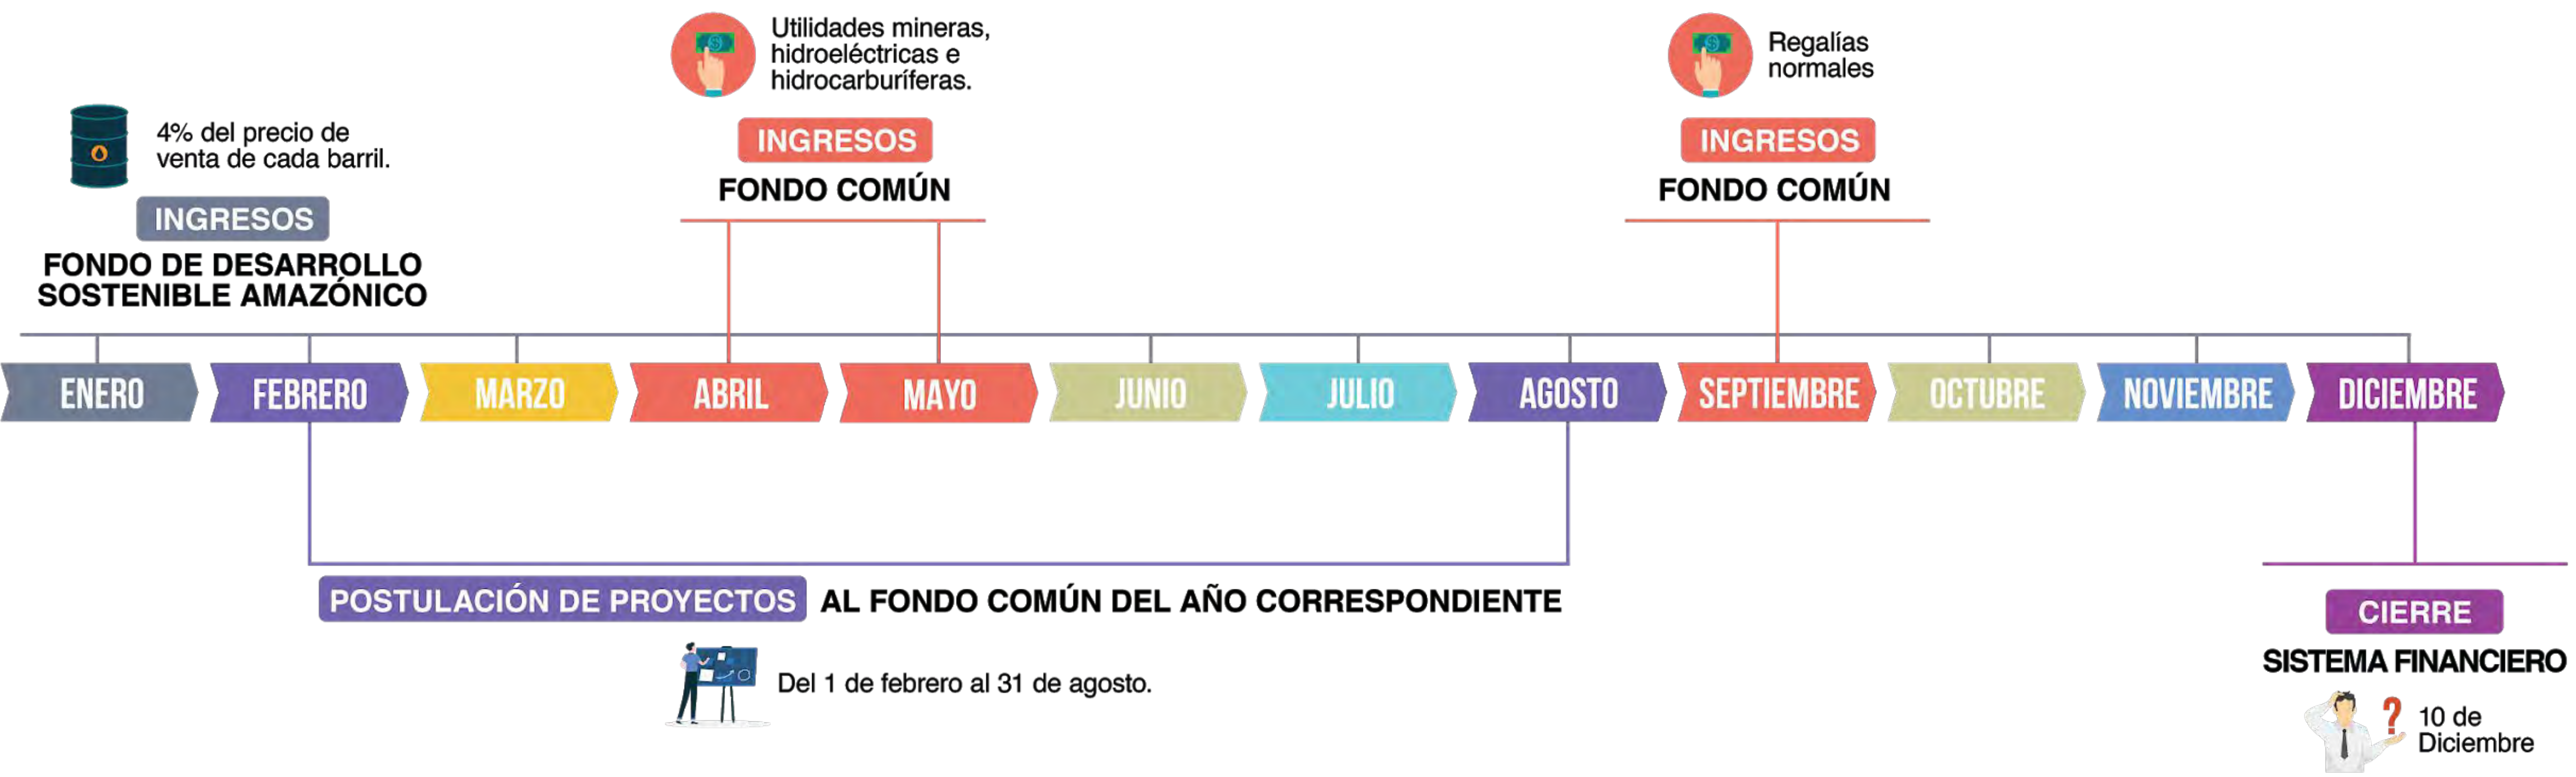 4% del precio de
venta de cada barril.
INGRESOS
FONDO DE DESARROLLO
SOSTENIBLE AMAZÓNICO
Utilidades mineras,
hidroeléctricas e
hidrocarburíferas.
INGRESOS
FONDO COMÚN
Regalías
normales
INGRESOS
FONDO COMÚN
ENERO
FEBRERO
MARZO
ABRIL
MAYO
JUNIO
JULIO
AGOSTO
SEPTIEMBRE
OCTUBRE
NOVIEMBRE
DICIEMBRE
POSTULACIÓN DE PROYECTOS AL FONDO COMÚN DEL AÑO CORRESPONDIENTE
Del 1 de febrero al 31 de agosto.
CIERRE
SISTEMA FINANCIERO
?
10 de
Diciembre